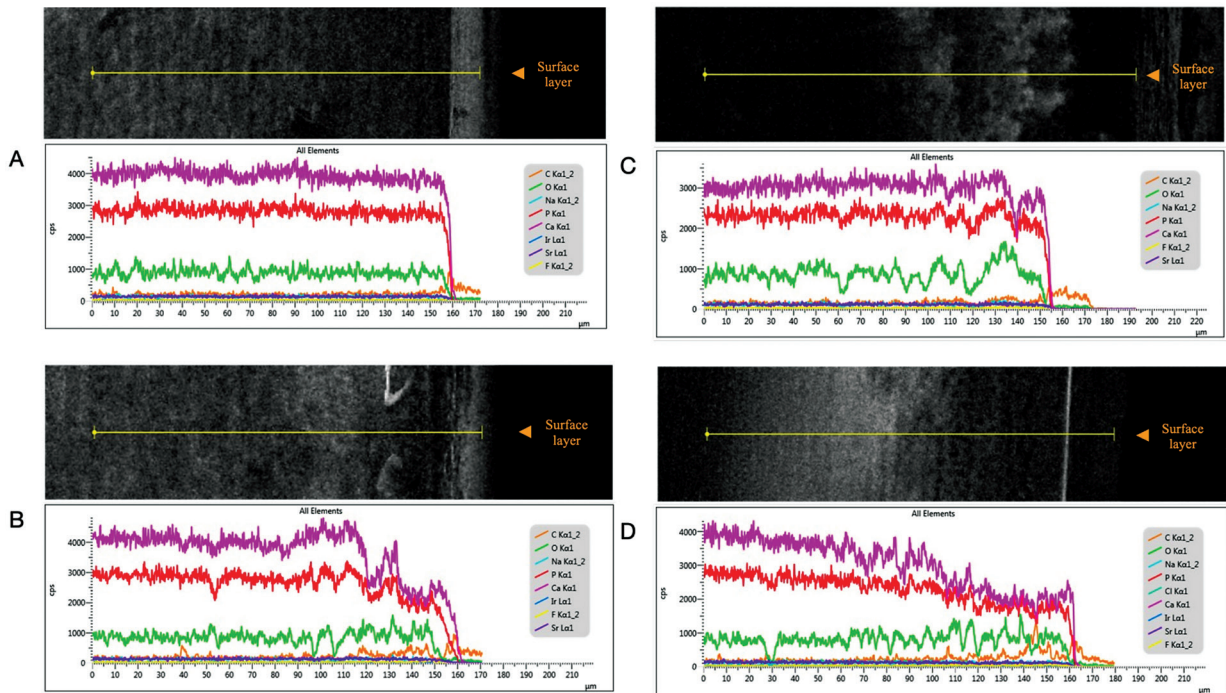 Surface
layer
A
All Elements
4000
3000
2000
1000
0
cps
C Kα1_2
O Kα1
Na Kα1_2
P Kα1
Ca Kα1
Ir Lα1
Sr Lα1
F Kα1_2
0 10 20 30 40 50 60 70 80 90 100 110 120 130 140 150 160 170 180 190 200 210
µm
Surface
layer
B
All Elements
4000
3000
2000
1000
0
cps
C Kα1_2
O Kα1
Na Kα1_2
P Kα1
Ca Kα1
Ir Lα1
F Kα1_2
Sr Lα1
0 10 20 30 40 50 60 70 80 90 100 110 120 130 140 150 160 170 180 190 200 210
µm
Surface
layer
C
All Elements
3000
2000
1000
0
cps
C Kα1_2
O Kα1
Na Kα1_2
P Kα1
Ca Kα1
F Kα1_2
Sr Lα1
0 10 20 30 40 50 60 70 80 90 100 110 120 130 140 150 160 170 180 190 200 210 220
µm
Surface
layer
D
All Elements
4000
3000
2000
1000
0
cps
C Kα1_2
O Kα1
Na Kα1_2
P Kα1
Cl Kα1
Ca Kα1
Ir Lα1
Sr Lα1
F Kα1_2
0 10 20 30 40 50 60 70 80 90 100 110 120 130 140 150 160 170 180 190 200 210
µm